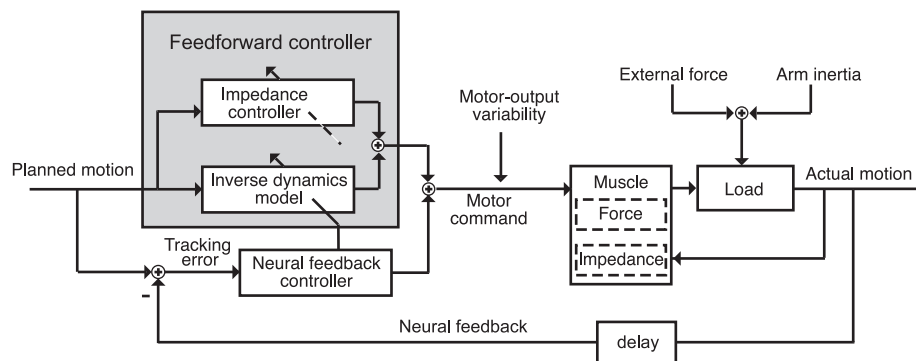 Feedforward controller
Impedance
controller
Inverse dynamics
model
Planned motion
Tracking
error
Neural feedback
controller
Motor-output
variability
Motor
command
External force
Arm inertia
Muscle
Force
Impedance
Load
Actual motion
Neural feedback
delay